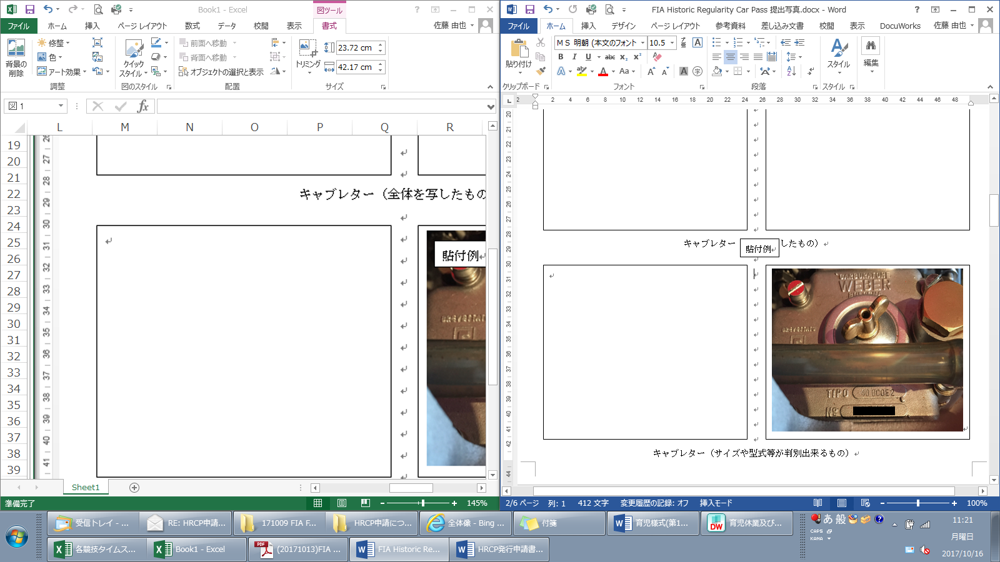 Book1 - Excel
図ツール
ファイル ホーム 挿入 ページ レイアウト 数式 データ 校閲 表示 書式 佐藤 由也
背景の削除
修整
色
アート効果
調整
クイック スタイル
図のスタイル
前面へ移動
背面へ移動
オブジェクトの選択と表示
配置
トリミング
23.72 cm
42.17 cm
サイズ
図 1
fx
L M N O P Q R
19
20
21
22
23
24
25
26
27
28
29
30
31
32
33
34
35
36
37
38
39
26 27 28 29 30 31 32 33 34 35 36 37 38 39 40 41
キャブレター（全体を写したもの
貼付例
Sheet1
準備完了
145%
FIA Historic Regularity Car Pass 提出写真.docx - Word
ファイル ホーム 挿入 デザイン ページ レイアウト 参考資料 差し込み文書 校閲 表示 DocuWorks 佐藤 由也
貼り付け
クリップボード
ＭＳ 明朝 (本文のフォント
10.5
B I U abc x₂ x²
A aby A Aa A A A 字
フォント
段落
スタイル
スタイル
編集
2 2 4 6 8 10 12 14 16 18 20 22 24 26 28 30 32 34 36 38 40 42 44 46 48
20 21 22 23 24 25 26 27 28 29 30 31 32 33 34 35 36 37 38 39 40 41 42 44
キャブレター
したもの）
貼付例
CARBURATORE
WEBER
BOLOGNA
BREVETTATO
TIPO 40 DCOE2
Nº
キャブレター（サイズや型式等が判別出来るもの）
2/6 ページ 列: 1 412 文字 変更履歴の記録: オフ 挿入モード
100%
受信トレイ - ...
RE: HRCP申請...
171009 FIA F...
HRCP申請につ...
全体像 - Bing ...
付箋
育児様式(第1...
育児休業及び...
あ 般
CAPS
KANA
11:21
月曜日
2017/10/16
各競技タイムス...
Book1 - Excel
(20171013)FIA ...
FIA Historic Re...
HRCP発行申請書...